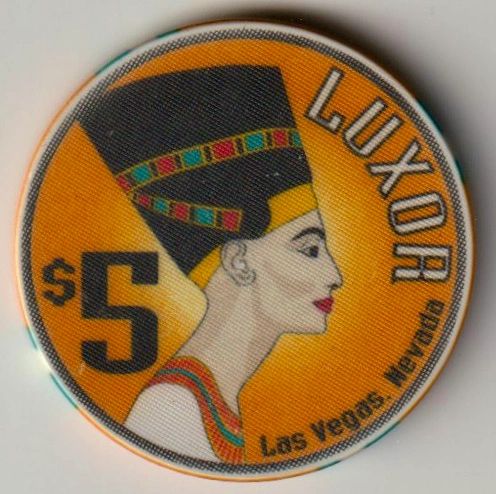 LUXOR
$5
Las Vegas, Nevada